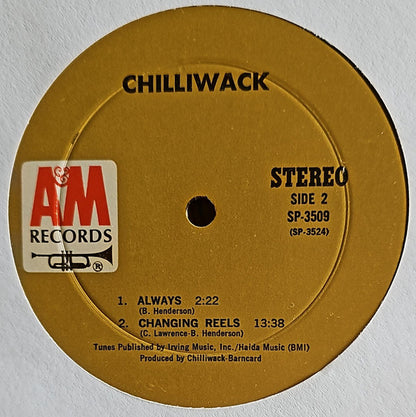 CHILLIWACK
A&M
RECORDS
®
STEREO
SIDE 2
SP-3509
(SP-3524)
1. ALWAYS 2:22
(B. Henderson)
2. CHANGING REELS 13:38
(C. Lawrence-B. Henderson)
Tunes Published by Irving Music, Inc./Haida Music (BMI)
Produced by Chilliwack-Barncard